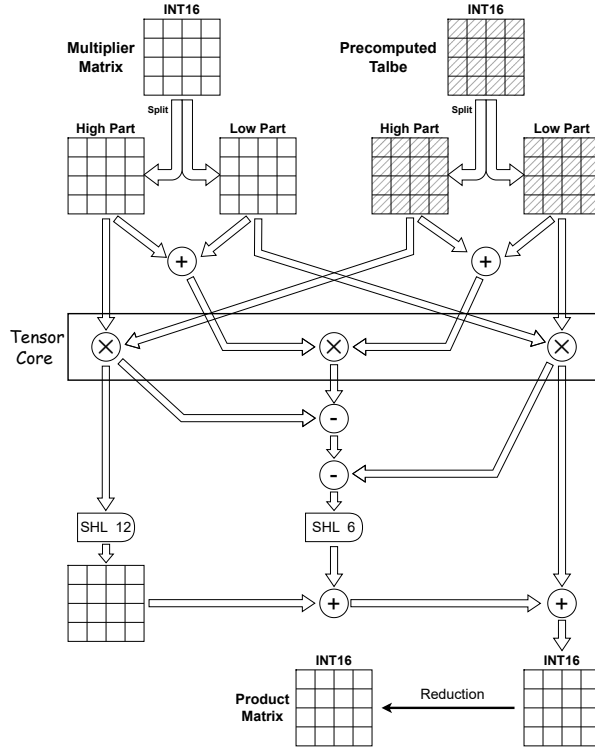 INT16
INT16
Multiplier
Matrix
Precomputed
Talbe
Split
Split
High Part
Low Part
High Part
Low Part
+
+
Tensor
Core
×
×
×
-
-
SHL 12
SHL 6
+
+
INT16
INT16
Product
Matrix
Reduction